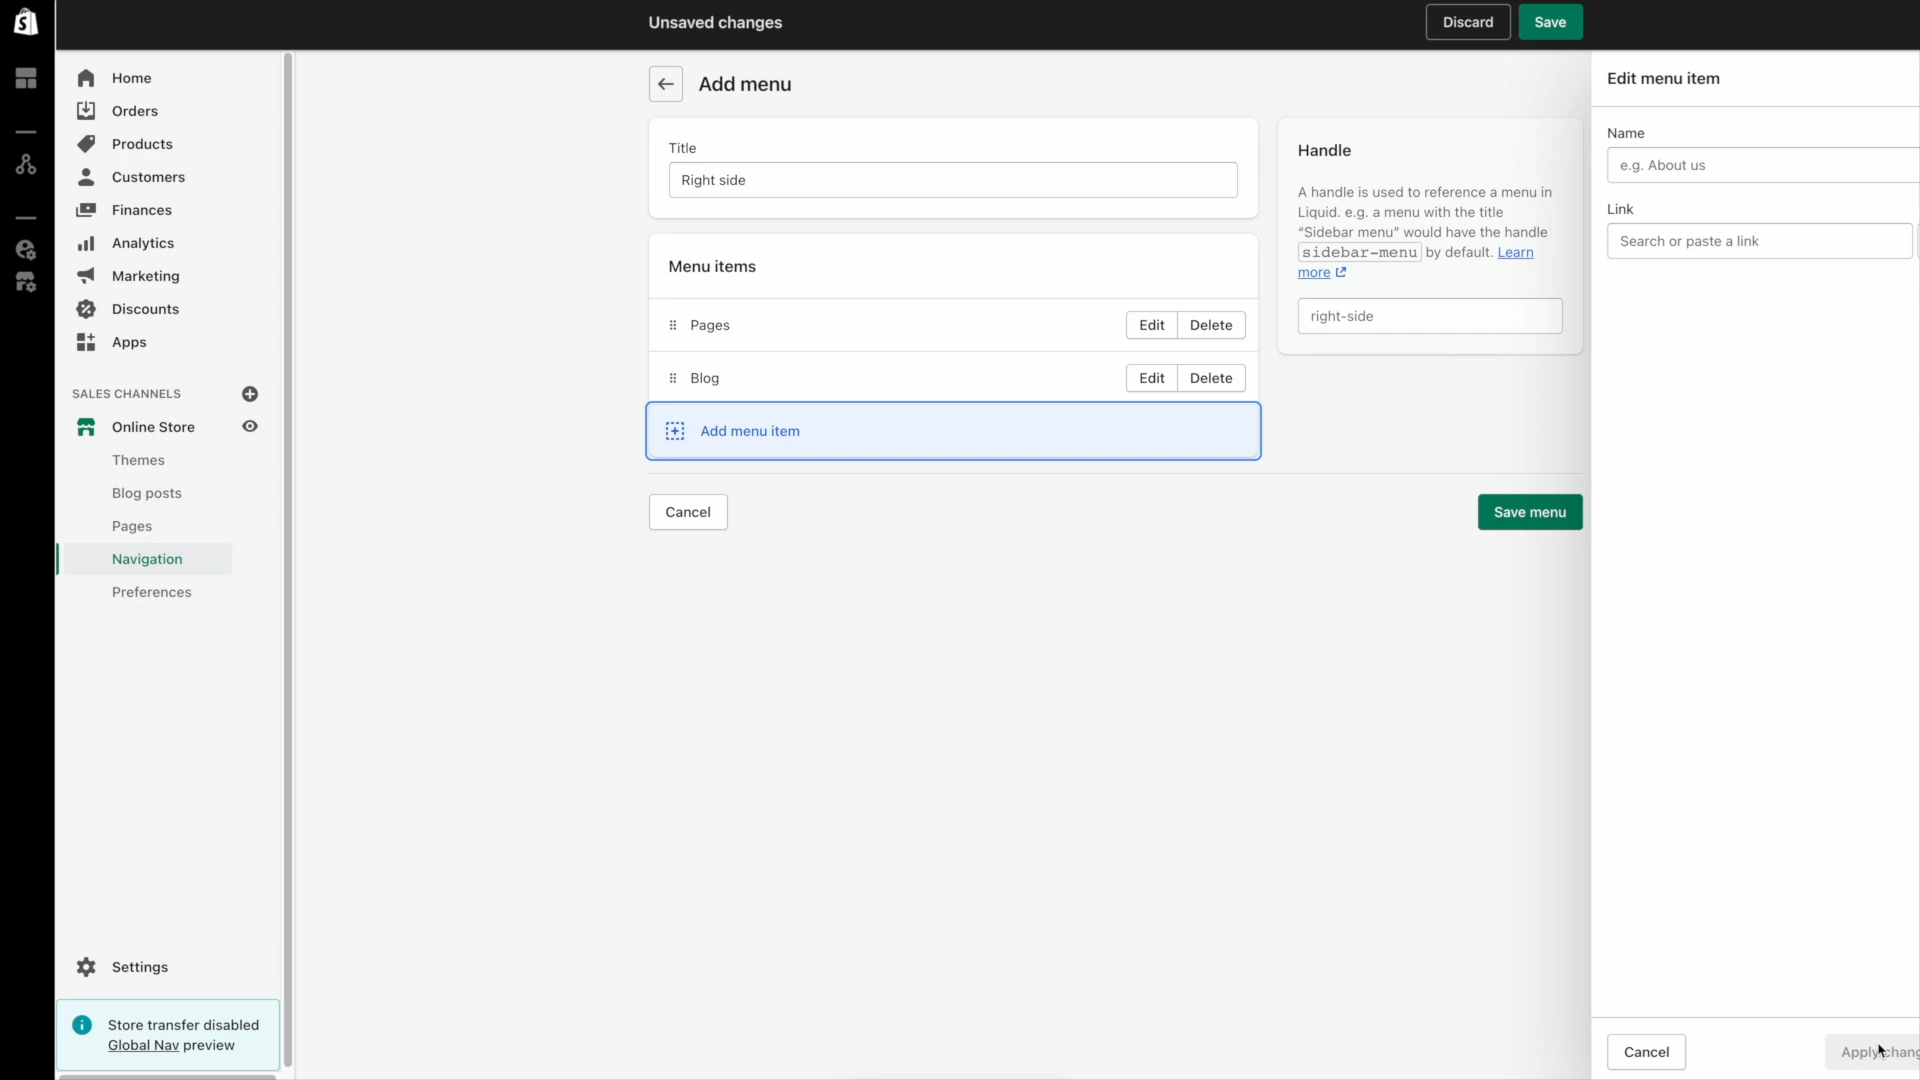 Unsaved changes
Discard
Save
Home
Orders
Products
Customers
Finances
Analytics
Marketing
Discounts
Apps
SALES CHANNELS
Online Store
Themes
Blog posts
Pages
Navigation
Preferences
Settings
Store transfer disabled
Global Nav preview
Add menu
Title
Right side
Menu items
Pages
Edit
Delete
Blog
Edit
Delete
Add menu item
Cancel
Save menu
Handle
A handle is used to reference a menu in
Liquid. e.g. a menu with the title
“Sidebar menu” would have the handle
sidebar-menu by default. Learn
more
right-side
Edit menu item
Name
e.g. About us
Link
Search or paste a link
Cancel
Apply chang